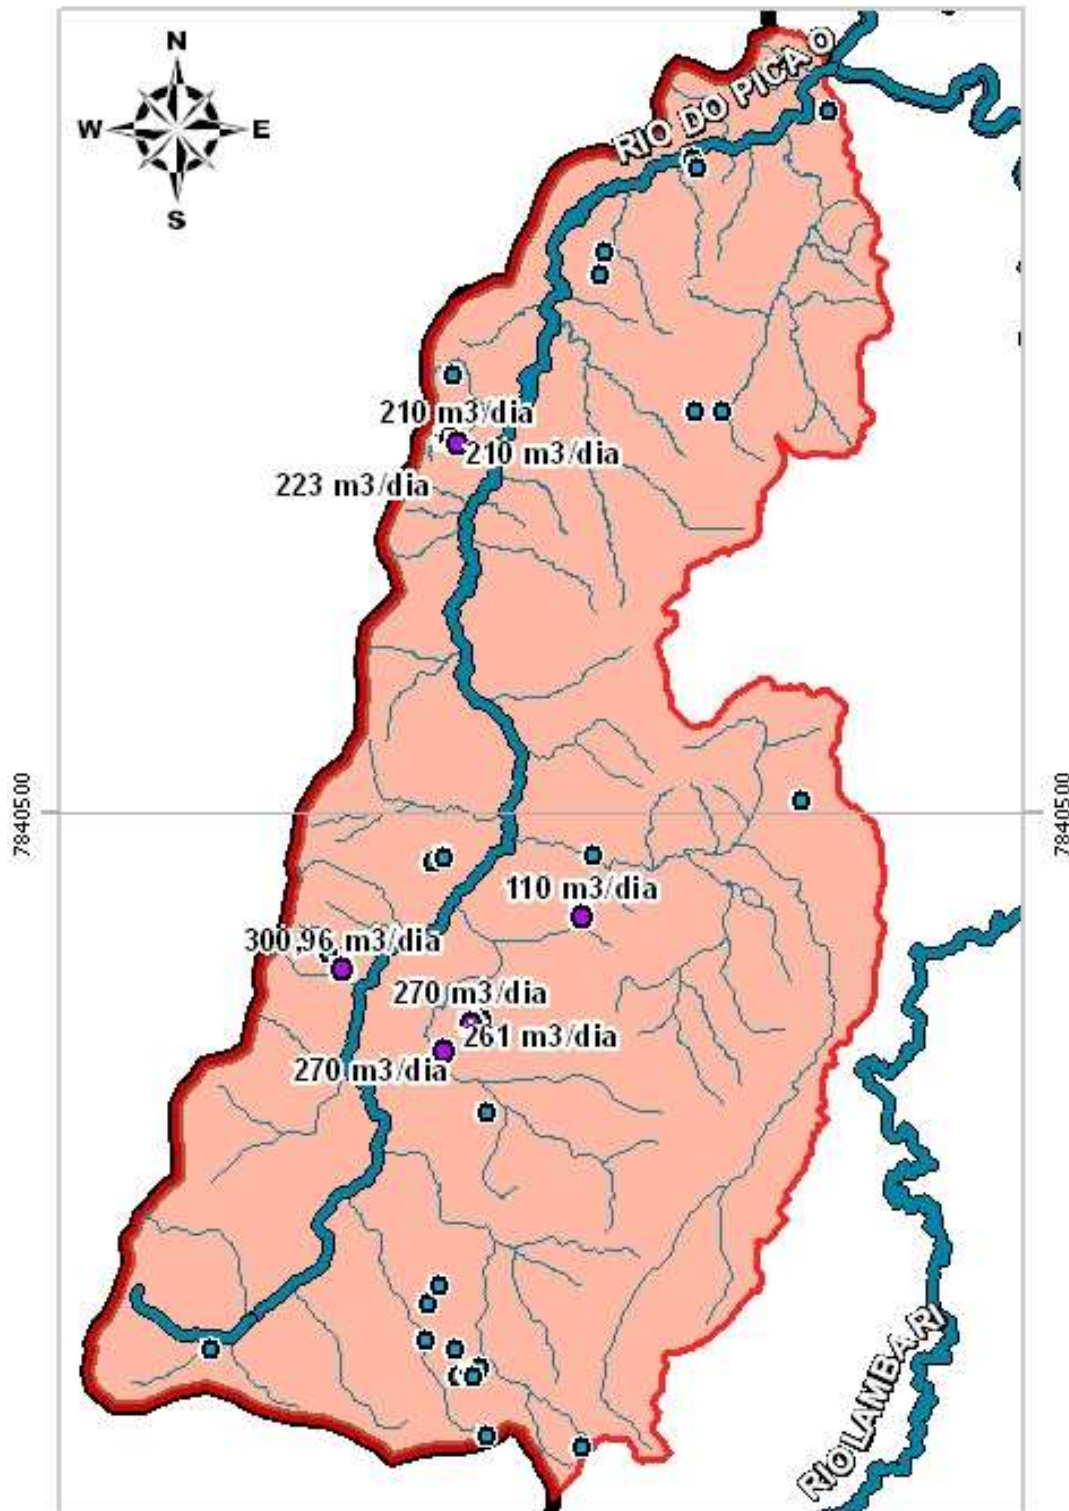 N
W E
S
RIO DO PICAO
210 m3/dia
210 m3/dia
223 m3/dia
7840500
7840500
110 m3/dia
300,96 m3/dia
270 m3/dia
261 m3/dia
270 m3/dia
RIO LAMBARI